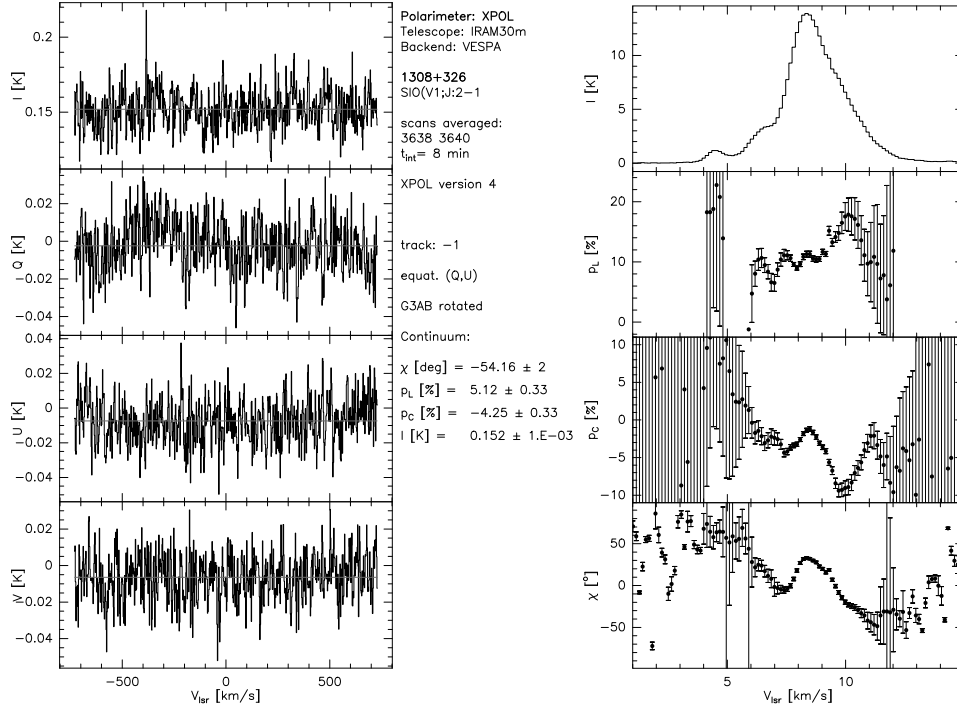 0.2
0.15
I [K]
0.02
0
−0.02
−0.04
Q [K]
0.04
0.02
0
−0.02
−0.04
U [K]
0.02
0
−0.02
−0.04
V [K]
−500
0
500
V_lsr [km/s]
Polarimeter: XPOL
Telescope: IRAM30m
Backend: VESPA
1308+326
SIO(V1;J:2−1
scans averaged:
3638 3640
t_int= 8 min
XPOL version 4
track: −1
equat. (Q,U)
G3AB rotated
Continuum:
χ [deg] = −54.16 ± 2
p_L [%] = 5.12 ± 0.33
p_C [%] = −4.25 ± 0.33
I [K] = 0.152 ± 1.E−03
10
5
0
I [K]
20
10
0
p_L [%]
10
5
0
−5
−10
p_C [%]
50
0
−50
χ [°]
5
10
V_lsr [km/s]